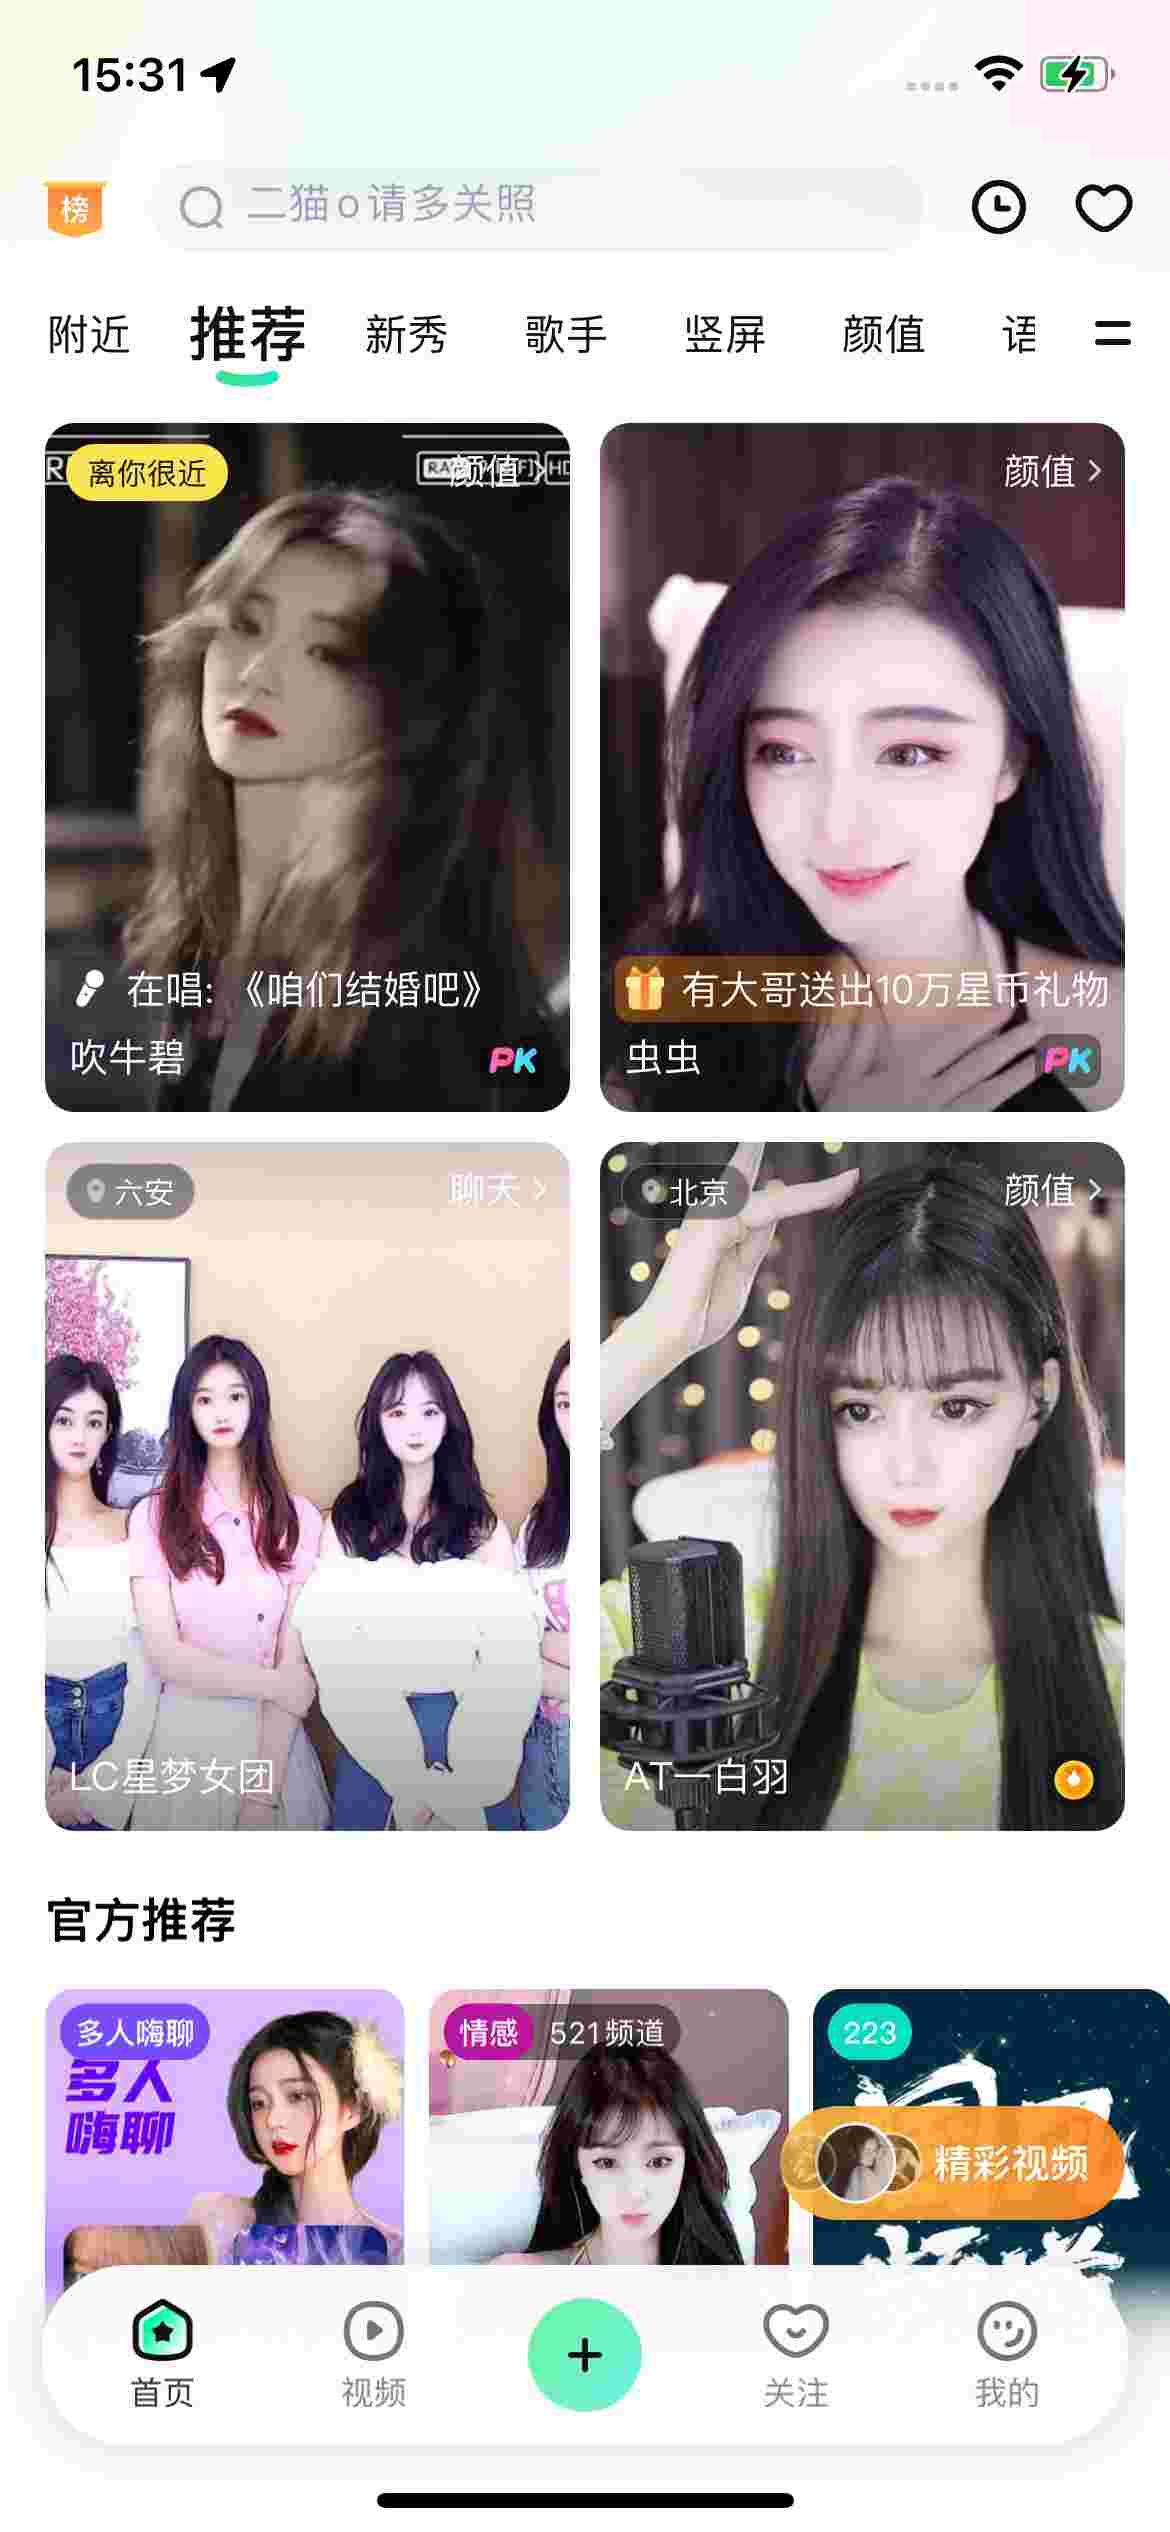 15:31
榜
二猫o请多关照
附近 推荐 新秀 歌手 竖屏 颜值 语
离你很近
颜值
HD
在唱: 《咱们结婚吧》
吹牛碧
PK
颜值
有大哥送出10万星币礼物
虫虫
PK
六安
聊天
LC星梦女团
北京
颜值
AT一白羽
官方推荐
多人嗨聊
多人
嗨聊
情感 521频道
223
精彩视频
首页 视频 关注 我的